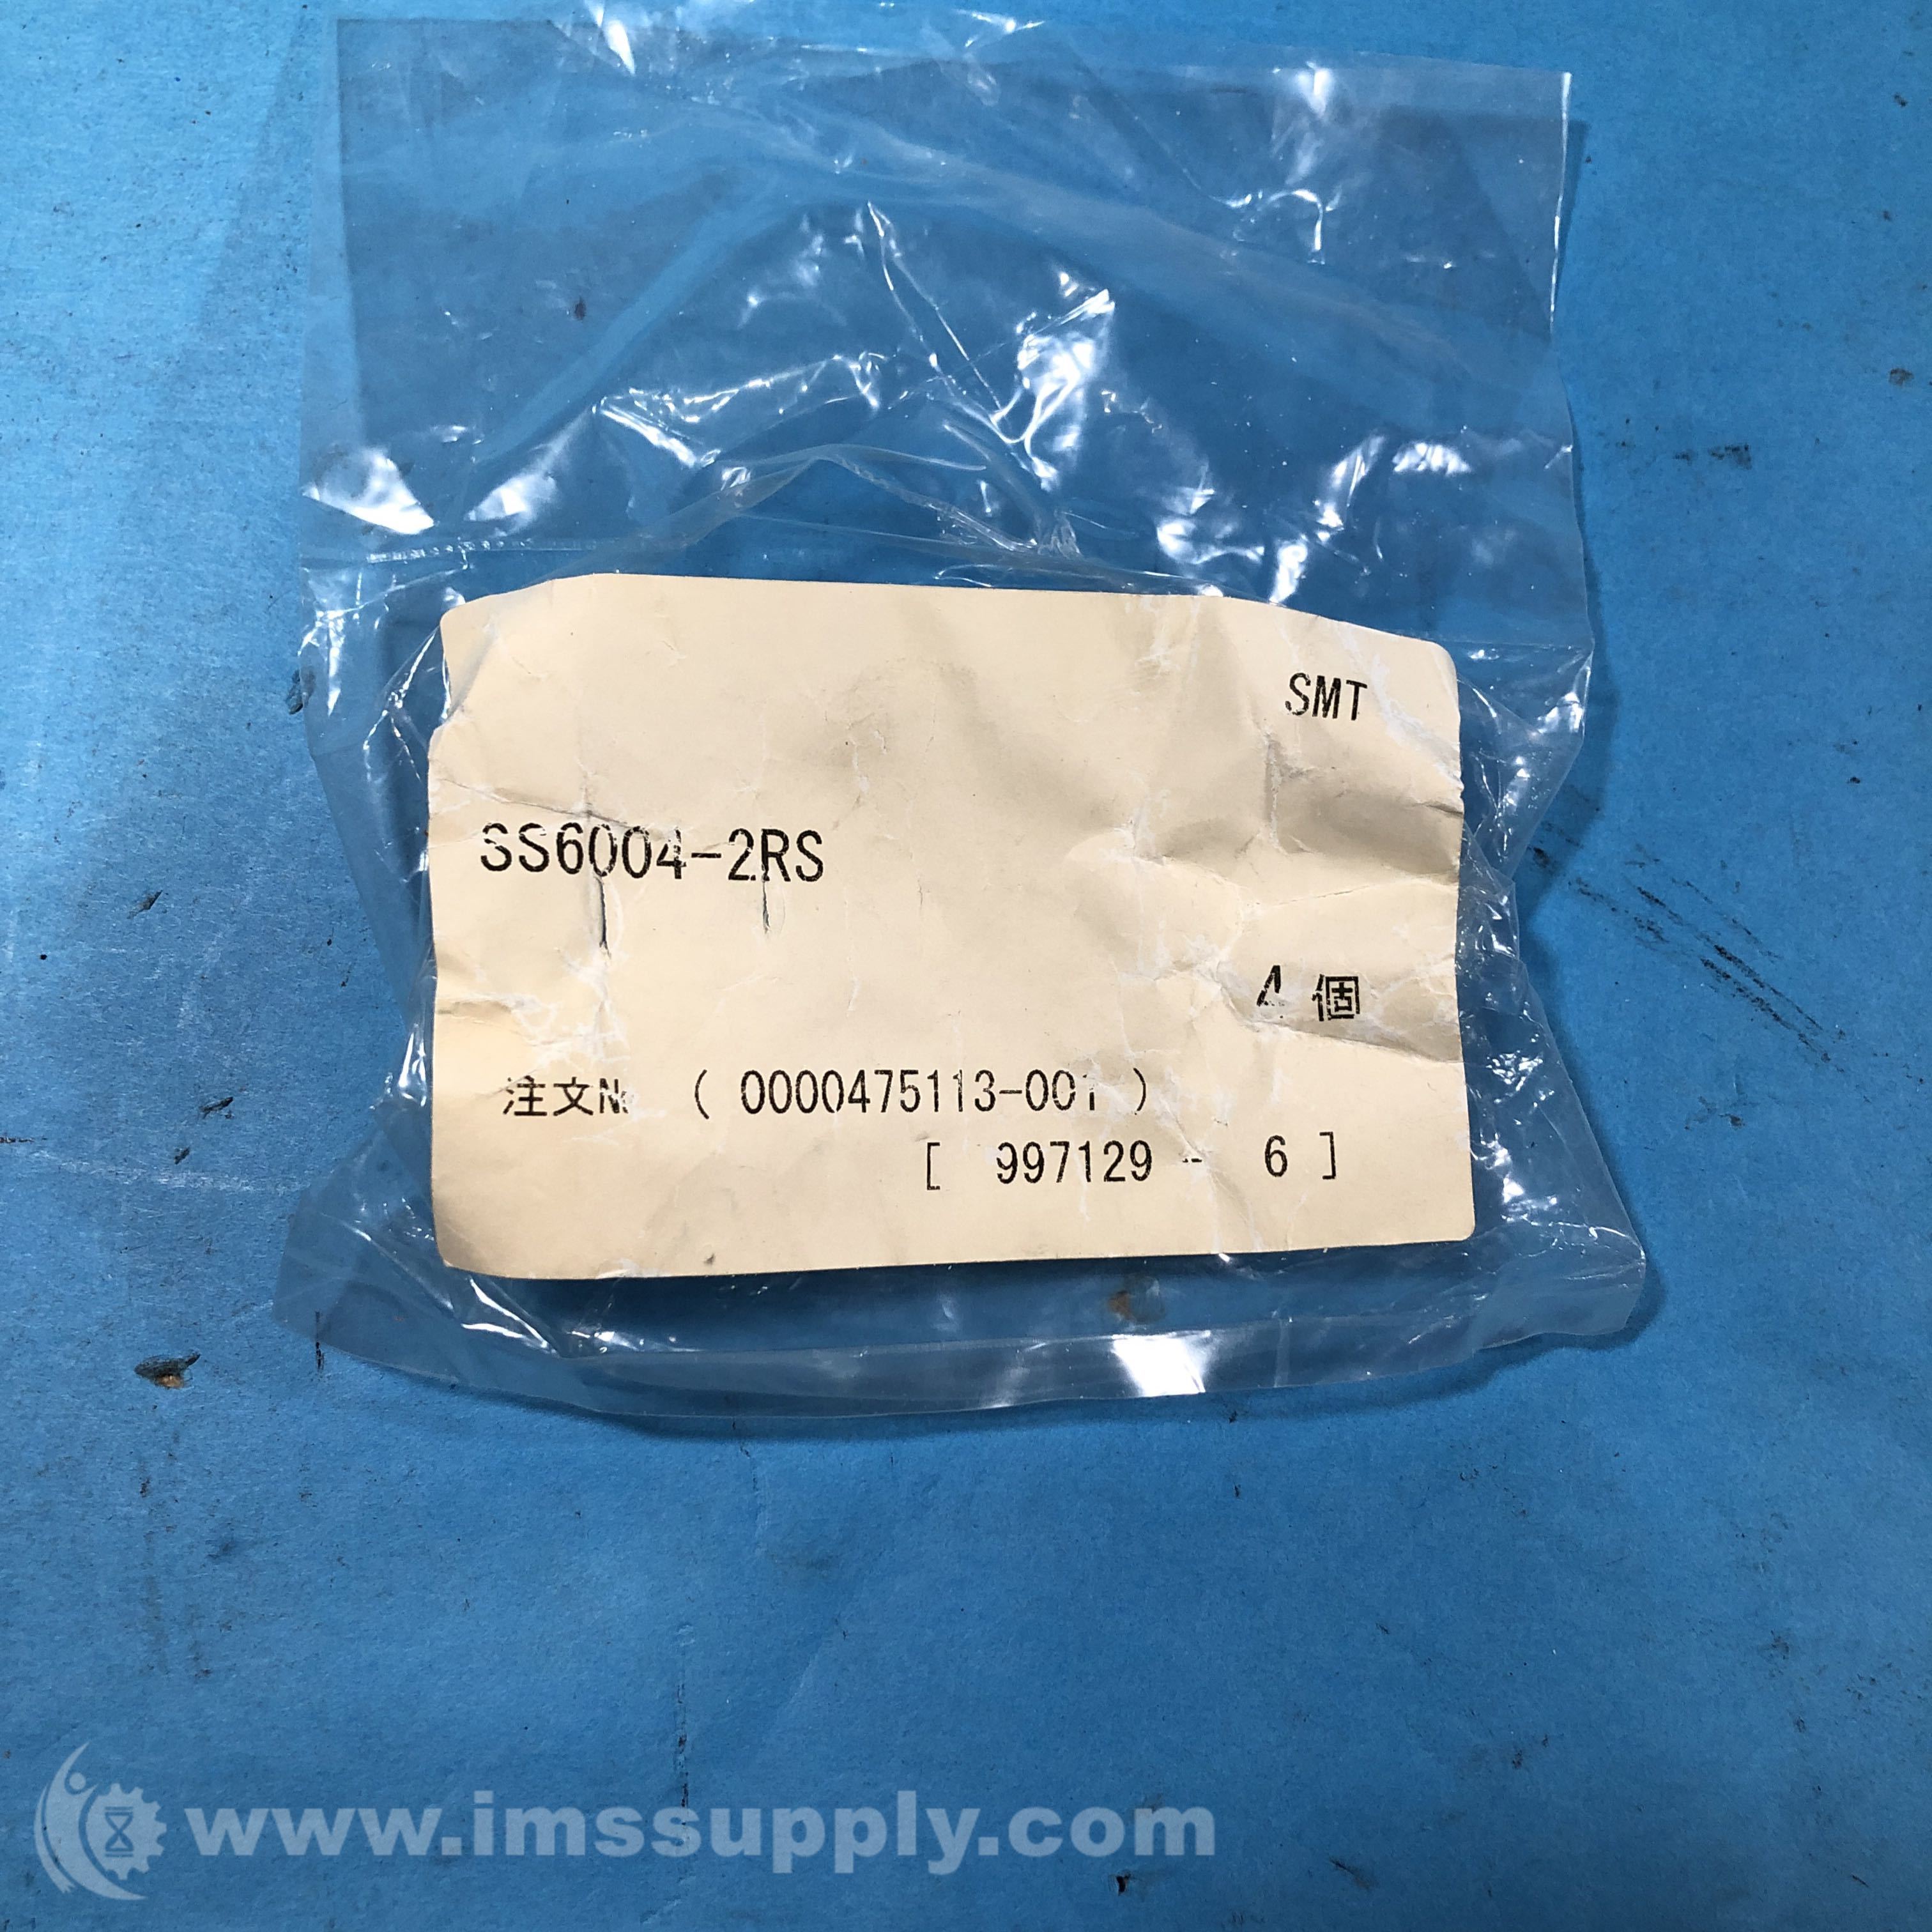 SMT
SS6004-2RS
4 個
注文№ ( 0000475113-001 )
[ 997129 - 6 ]
www.imssupply.com